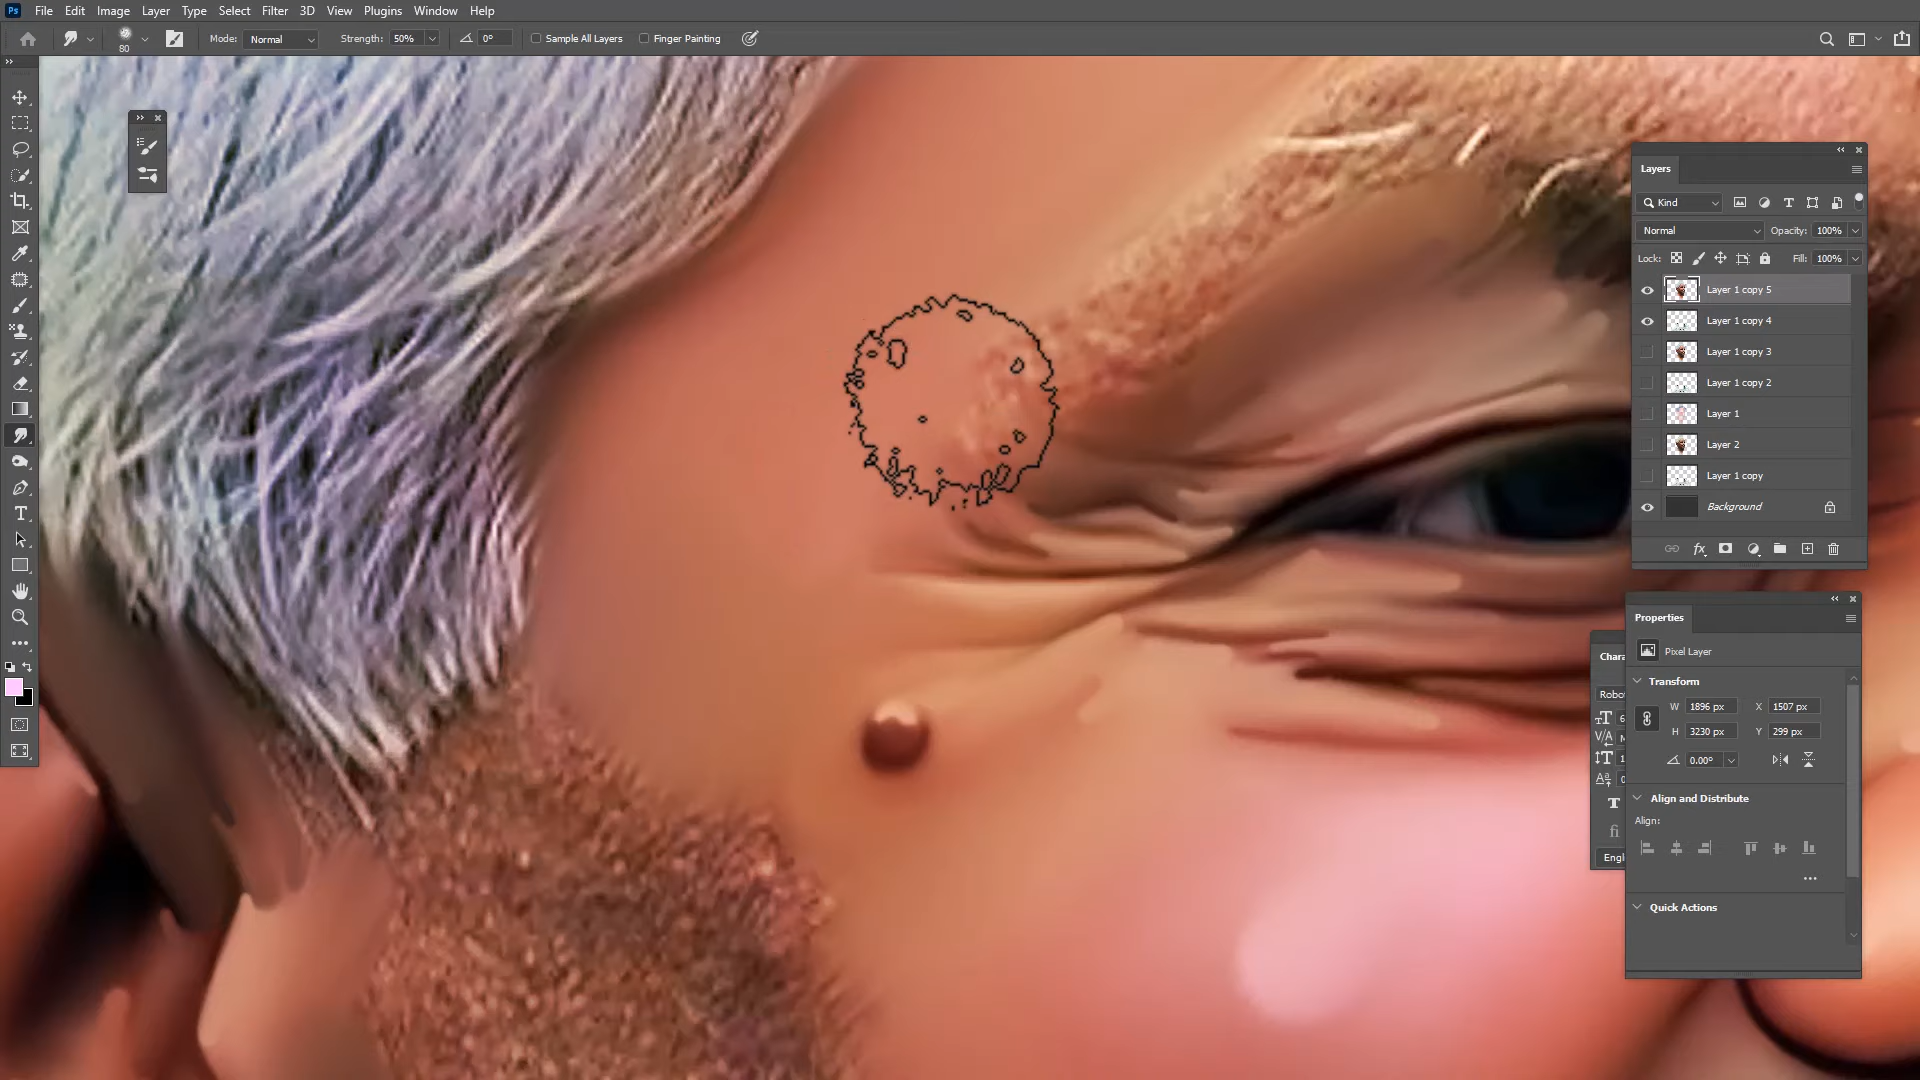 Ps File Edit Image Layer Type Select Filter 3D View Plugins Window Help
80 Mode: Normal Strength: 50% 0° Sample All Layers Finger Painting
Layers
Kind
Normal Opacity: 100%
Lock: Fill: 100%
Layer 1 copy 5
Layer 1 copy 4
Layer 1 copy 3
Layer 1 copy 2
Layer 1
Layer 2
Layer 1 copy
Background
fx
Properties
Pixel Layer
Transform
W 1896 px X 1507 px
H 3230 px Y 299 px
0.00°
Align and Distribute
Align:
Quick Actions
Chara
Robo
6
fi
Engl